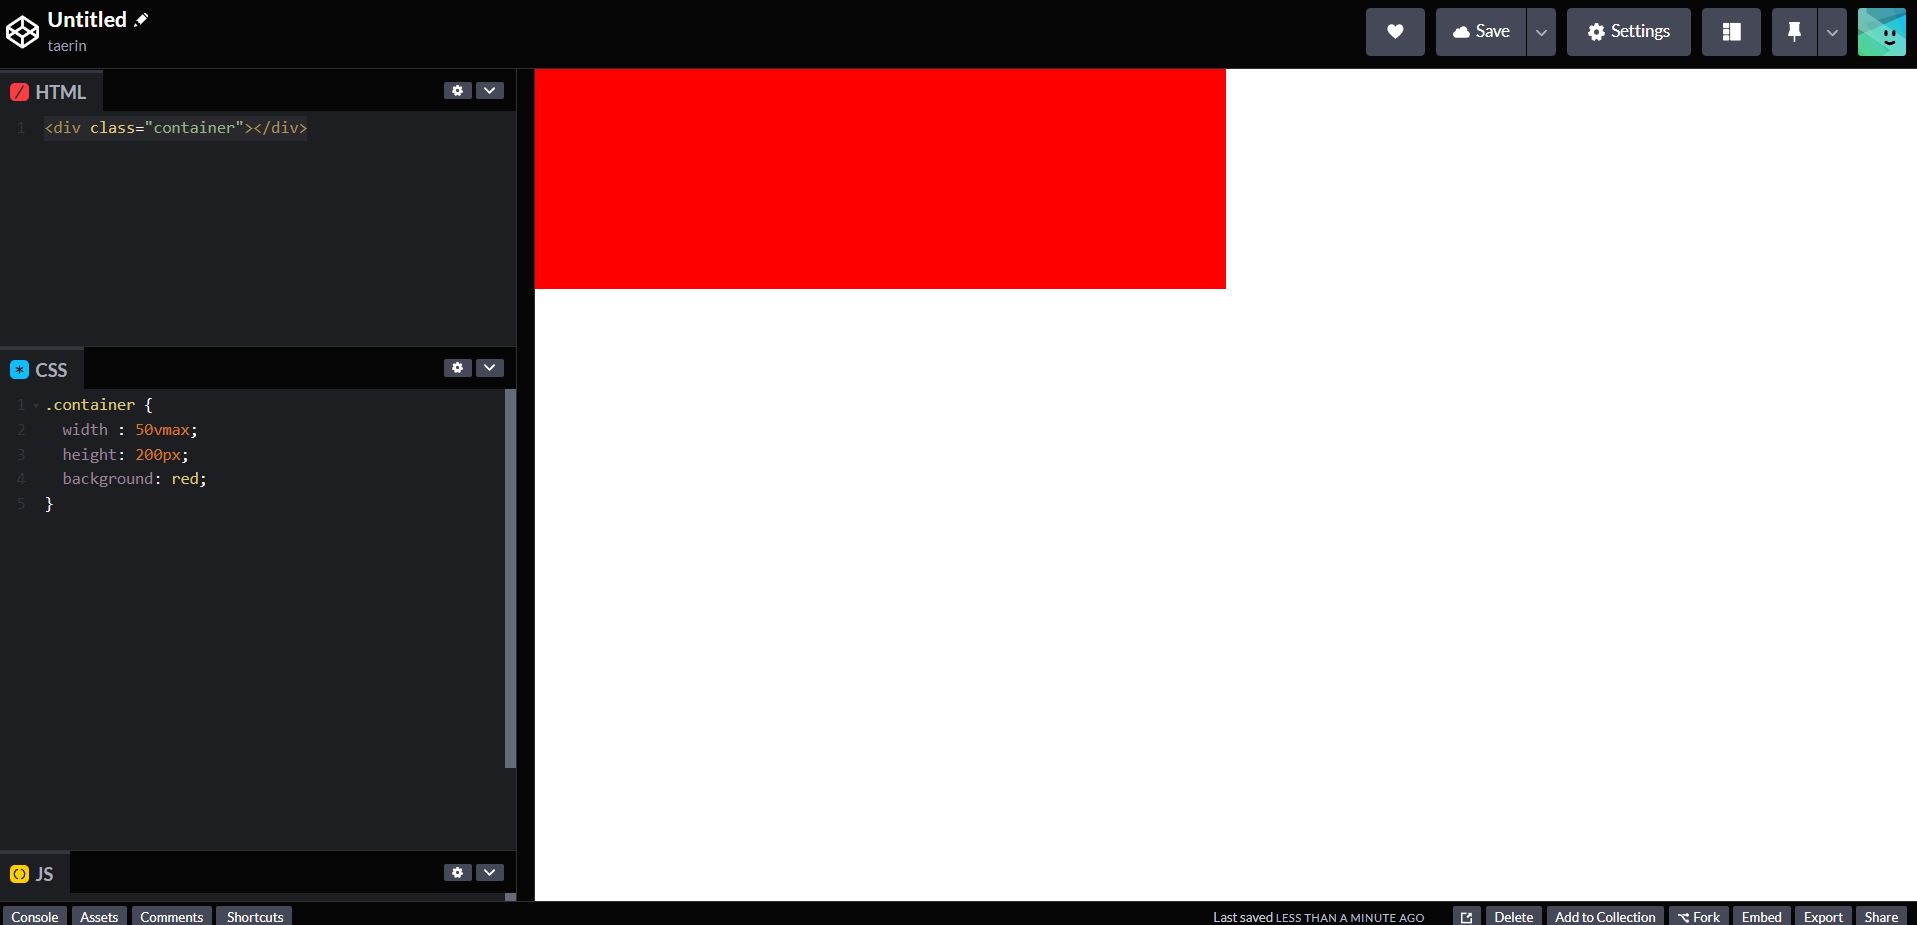 Untitled
taerin
Save
Settings
HTML
1 <div class="container"></div>
CSS
1 .container {
2 width : 50vmax;
3 height: 200px;
4 background: red;
5 }
JS
Console Assets Comments Shortcuts
Last saved LESS THAN A MINUTE AGO
Delete Add to Collection Fork Embed Export Share